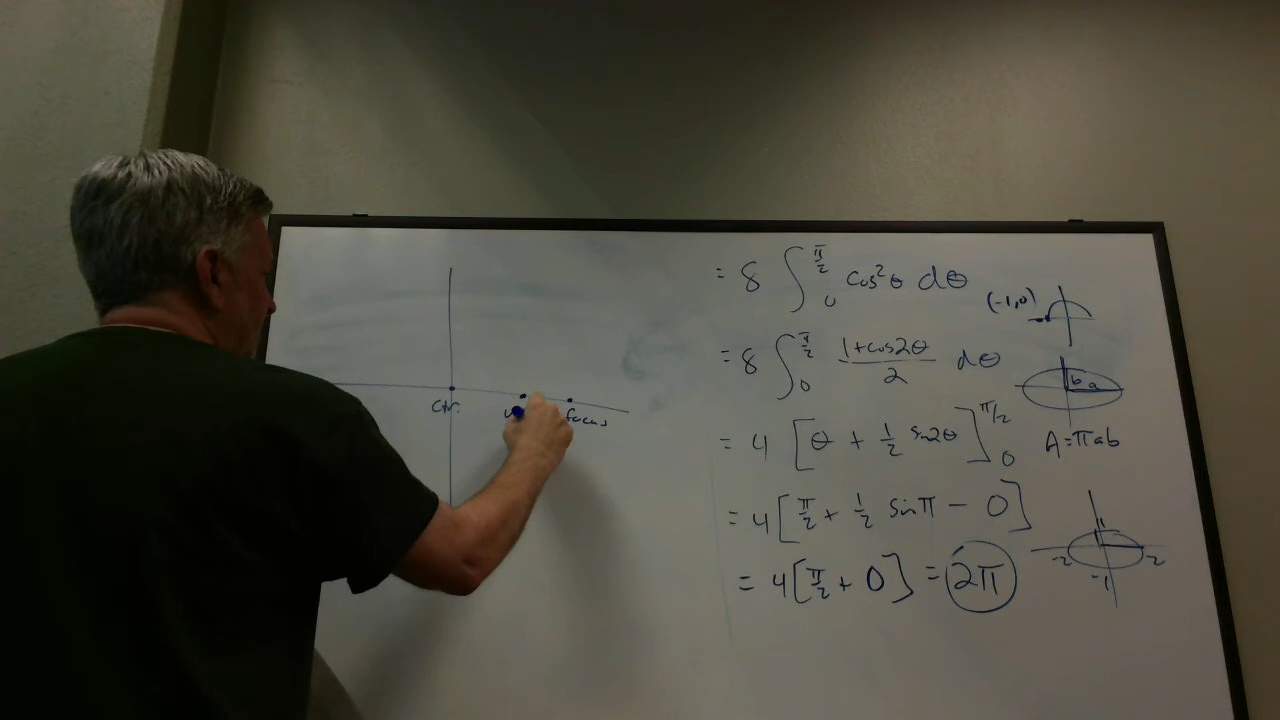 ctr.
focus
= 8 ∫₀^{π/2} cos²θ dθ
(-1,0)
= 8 ∫₀^{π/2} (1+cos2θ)/2 dθ
b a
= 4 [θ + 1/2 sin2θ]₀^{π/2}
A=πab
= 4[π/2 + 1/2 sinπ - 0]
1
-2 2
-1
= 4[π/2 + 0] = 2π